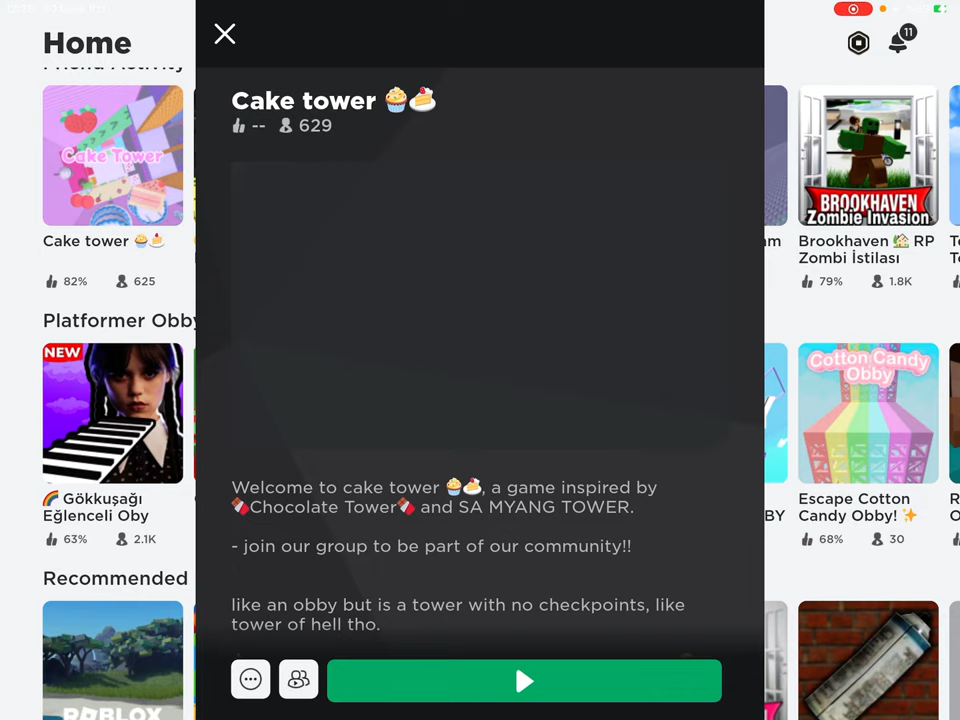 Home
11
Friend Activity
Cake Tower
Cake tower 🧁🍰
82% 625
Platformer Obby
NEW
🌈 Gökkuşağı
Eğlenceli Oby
63% 2.1K
Recommended
ROBLOX
Cake tower 🧁🍰
-- 629
Welcome to cake tower 🧁🍰, a game inspired by
🍫Chocolate Tower🍫 and SA MYANG TOWER.
- join our group to be part of our community!!
like an obby but is a tower with no checkpoints, like
tower of hell tho.
BROOKHAVEN
Zombie Invasion
Brookhaven 🏡 RP
Zombi İstilası
79% 1.8K
Cotton Candy
Obby
Escape Cotton
Candy Obby! ✨
68% 30